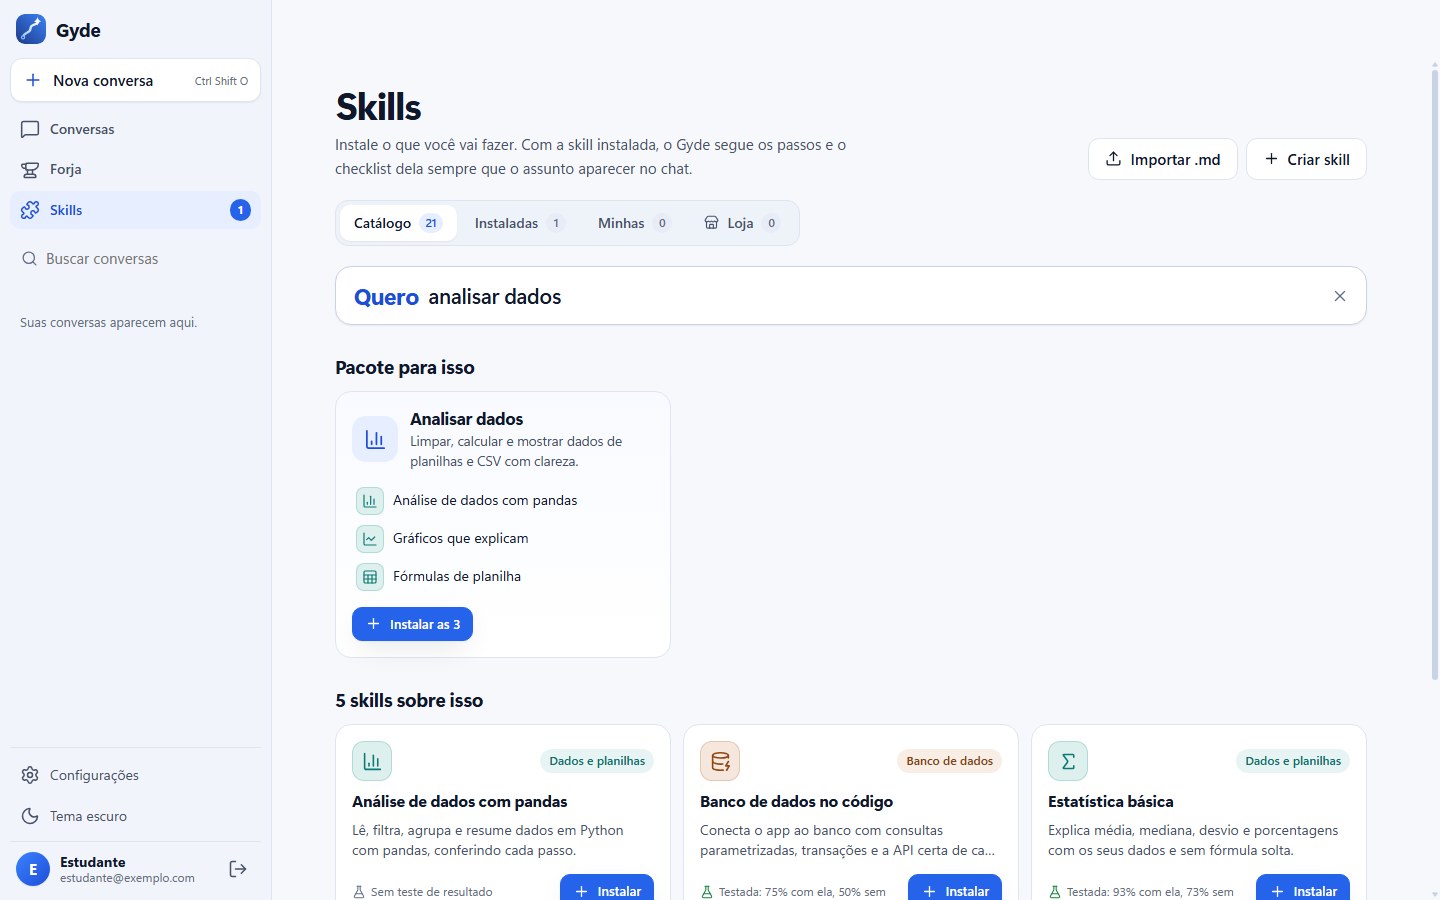 Gyde
Nova conversa
Ctrl Shift O
Conversas
Forja
Skills
1
Buscar conversas
Suas conversas aparecem aqui.
Configurações
Tema escuro
E
Estudante
estudante@exemplo.com
Skills
Instale o que você vai fazer. Com a skill instalada, o Gyde segue os passos e o
checklist dela sempre que o assunto aparecer no chat.
Importar .md
Criar skill
Catálogo 21
Instaladas 1
Minhas 0
Loja 0
Quero analisar dados
Pacote para isso
Analisar dados
Limpar, calcular e mostrar dados de
planilhas e CSV com clareza.
Análise de dados com pandas
Gráficos que explicam
Fórmulas de planilha
Instalar as 3
5 skills sobre isso
Dados e planilhas
Análise de dados com pandas
Lê, filtra, agrupa e resume dados em Python
com pandas, conferindo cada passo.
Sem teste de resultado
Instalar
Banco de dados
Banco de dados no código
Conecta o app ao banco com consultas
parametrizadas, transações e a API certa de ca...
Testada: 75% com ela, 50% sem
Instalar
Dados e planilhas
Estatística básica
Explica média, mediana, desvio e porcentagens
com os seus dados e sem fórmula solta.
Testada: 93% com ela, 73% sem
Instalar